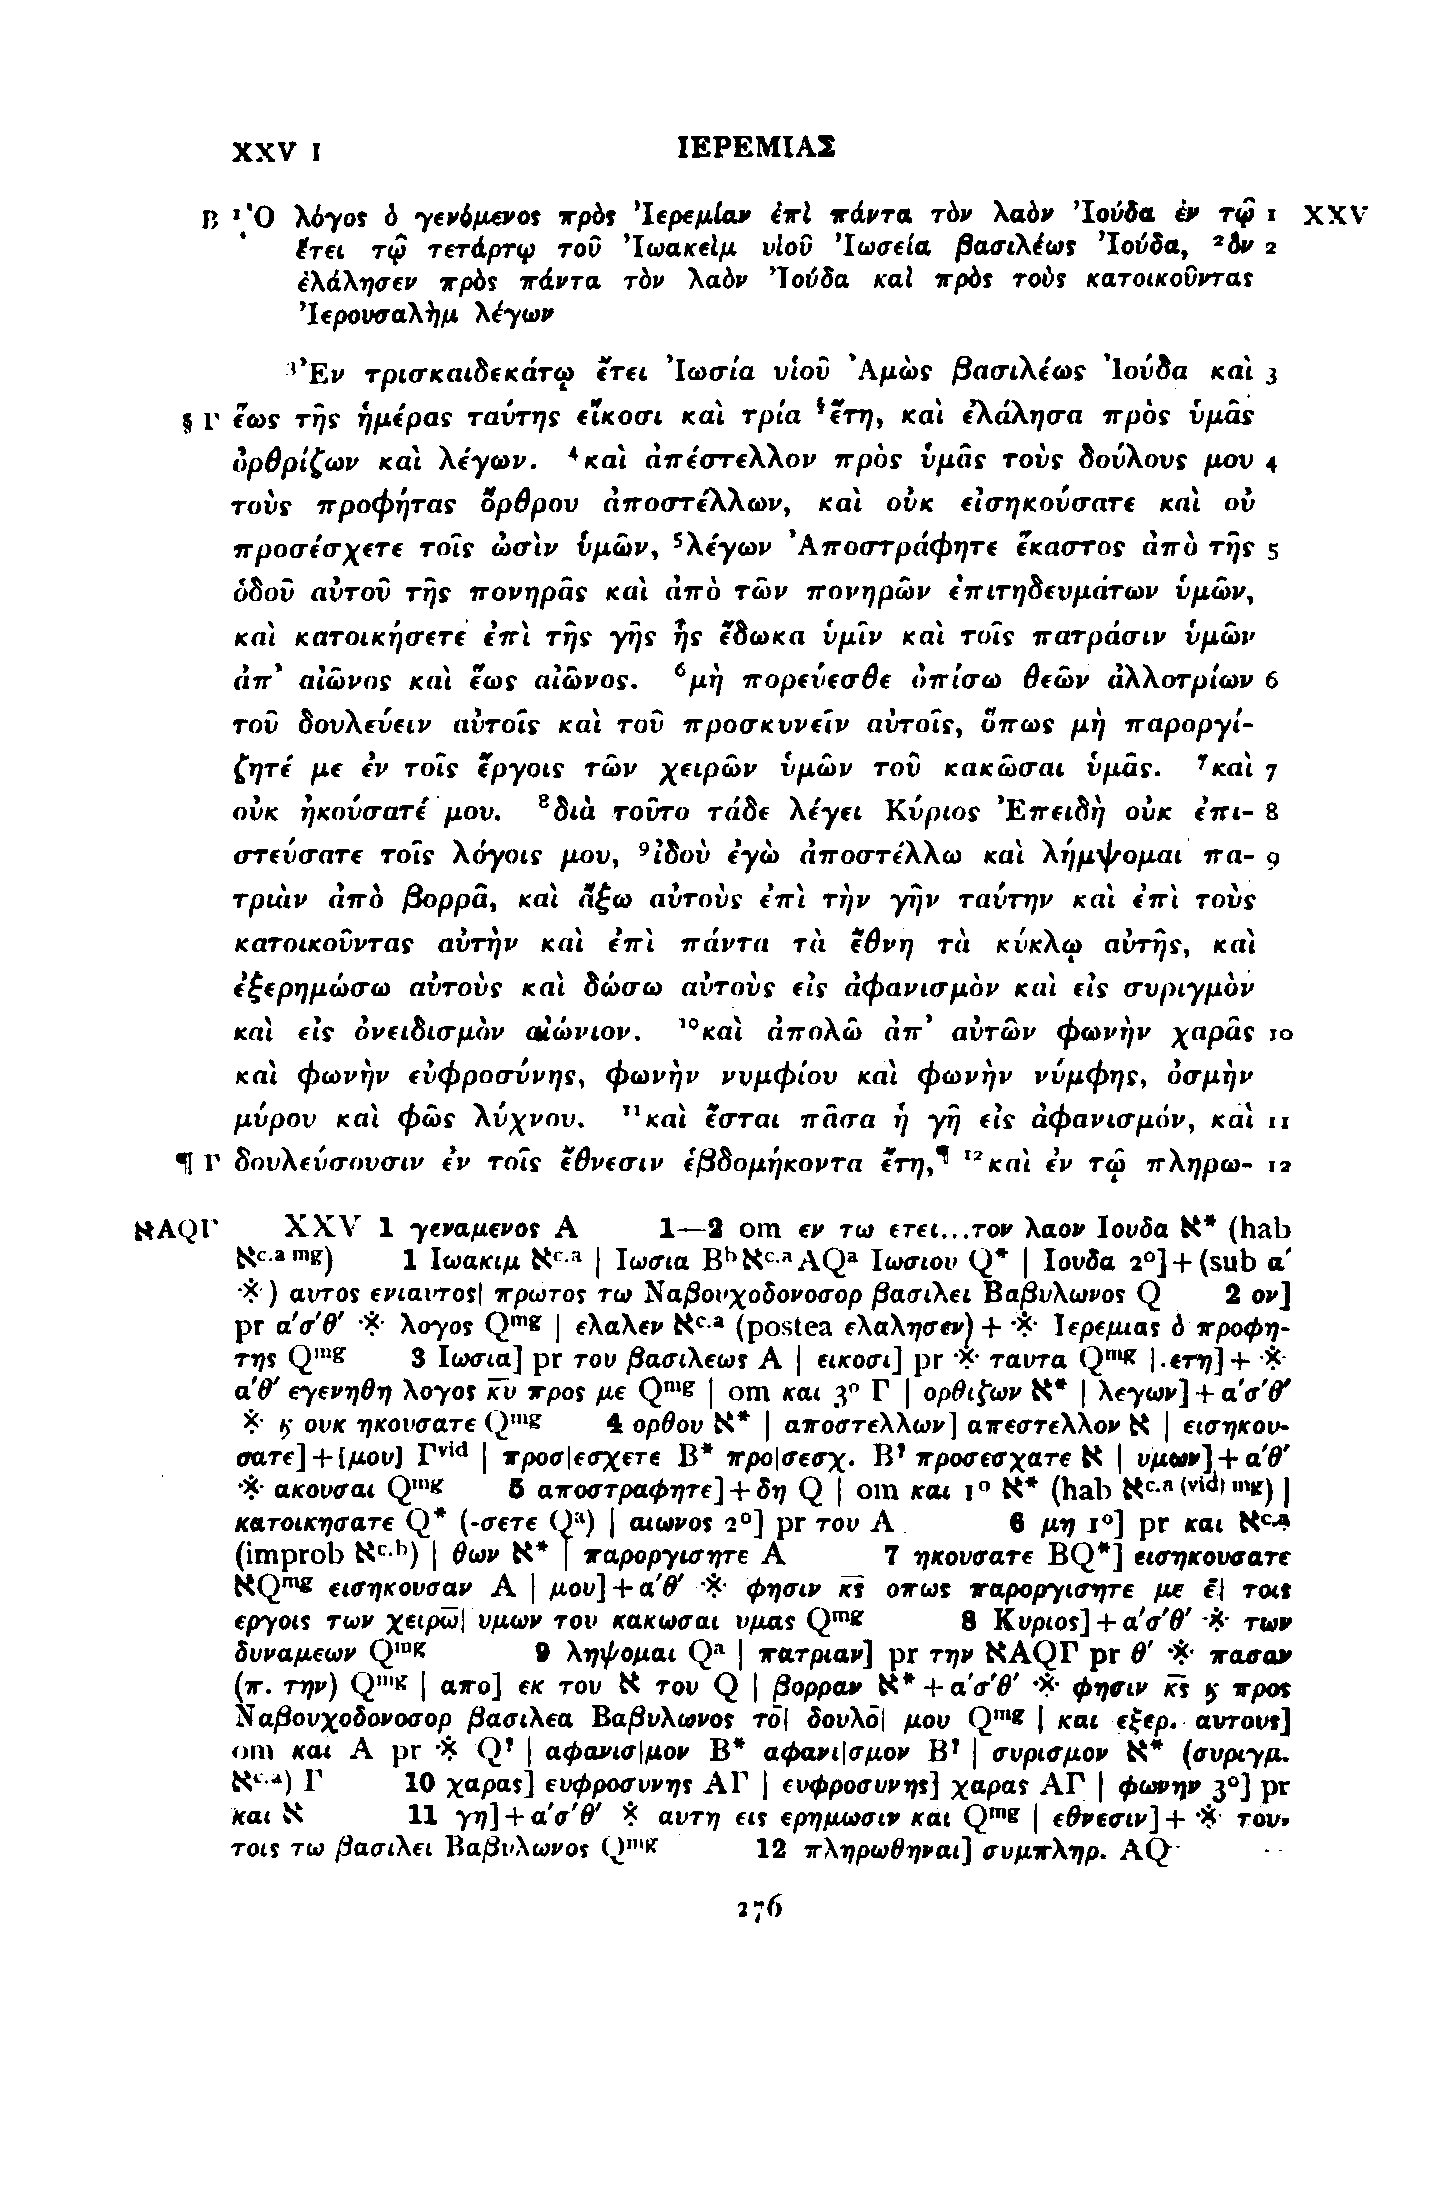 XXV 1 ΙΕΡΕΜΙΑΣ
B ¹Ὁ λόγος ὁ γενόμενος πρὸς Ἰερεμίαν ἐπὶ πάντα τὸν λαὸν Ἰούδα ἐν τῷ 1 XXV
ἔτει τῷ τετάρτῳ τοῦ Ἰωακεὶμ υἱοῦ Ἰωσεία βασιλέως Ἰούδα, ²ὃν 2
ἐλάλησεν πρὸς πάντα τὸν λαὸν Ἰούδα καὶ πρὸς τοὺς κατοικοῦντας
Ἰερουσαλὴμ λέγων
³Ἐν τρισκαιδεκάτῳ ἔτει Ἰωσία υἱοῦ Ἀμὼς βασιλέως Ἰούδα καὶ 3
§ Γ ἕως τῆς ἡμέρας ταύτης εἴκοσι καὶ τρία §ἔτη, καὶ ἐλάλησα πρὸς ὑμᾶς
ὀρθρίζων καὶ λέγων. ⁴καὶ ἀπέστελλον πρὸς ὑμᾶς τοὺς δούλους μου 4
τοὺς προφήτας ὄρθρου ἀποστέλλων, καὶ οὐκ εἰσηκούσατε καὶ οὐ
προσέσχετε τοῖς ὠσὶν ὑμῶν, ⁵λέγων Ἀποστράφητε ἕκαστος ἀπὸ τῆς 5
ὁδοῦ αὐτοῦ τῆς πονηρᾶς καὶ ἀπὸ τῶν πονηρῶν ἐπιτηδευμάτων ὑμῶν,
καὶ κατοικήσετε ἐπὶ τῆς γῆς ἧς ἔδωκα ὑμῖν καὶ τοῖς πατράσιν ὑμῶν
ἀπ᾽ αἰῶνος καὶ ἕως αἰῶνος. ⁶μὴ πορεύεσθε ὀπίσω θεῶν ἀλλοτρίων 6
τοῦ δουλεύειν αὐτοῖς καὶ τοῦ προσκυνεῖν αὐτοῖς, ὅπως μὴ παροργί-
ζητέ με ἐν τοῖς ἔργοις τῶν χειρῶν ὑμῶν τοῦ κακῶσαι ὑμᾶς. ⁷καὶ 7
οὐκ ἠκούσατέ μου. ⁸διὰ τοῦτο τάδε λέγει Κύριος Ἐπειδὴ οὐκ ἐπι- 8
στεύσατε τοῖς λόγοις μου, ⁹ἰδοὺ ἐγὼ ἀποστέλλω καὶ λήμψομαι πα- 9
τριὰν ἀπὸ βορρᾶ, καὶ ἄξω αὐτοὺς ἐπὶ τὴν γῆν ταύτην καὶ ἐπὶ τοὺς
κατοικοῦντας αὐτὴν καὶ ἐπὶ πάντα τὰ ἔθνη τὰ κύκλῳ αὐτῆς, καὶ
ἐξερημώσω αὐτοὺς καὶ δώσω αὐτοὺς εἰς ἀφανισμὸν καὶ εἰς συριγμὸν
καὶ εἰς ὀνειδισμὸν αἰώνιον. ¹⁰καὶ ἀπολῶ ἀπ᾽ αὐτῶν φωνὴν χαρᾶς 10
καὶ φωνὴν εὐφροσύνης, φωνὴν νυμφίου καὶ φωνὴν νύμφης, ὀσμὴν
μύρου καὶ φῶς λύχνου. ¹¹καὶ ἔσται πᾶσα ἡ γῆ εἰς ἀφανισμόν, καὶ 11
¶ Γ δουλεύσουσιν ἐν τοῖς ἔθνεσιν ἑβδομήκοντα ἔτη,¶ ¹²καὶ ἐν τῷ πληρω- 12
אAQΓ XXV 1 γεναμενος A 1—2 om εν τω ετει...τον λαον Ιουδα א* (hab
א^c.a mg) 1 Ιωακιμ א^c.a | Ιωσια B^b א^c.a AQ^a Ιωσιου Q* | Ιουδα 2°]+(sub α΄
※) αυτος ενιαυτος| πρωτος τω Ναβουχοδονοσορ βασιλει Βαβυλωνος Q 2 ον]
pr α΄σ΄θ΄ ※ λογος Q^mg | ελαλεν א^c.a (postea ελαλησεν)+ ※ Ιερεμιας ὁ προφη-
της Q^mg 3 Ιωσια] pr του βασιλεως A | εικοσι] pr ※ ταυτα Q^mg | ετη]+ ※
α΄θ΄ εγενηθη λογος κ̅υ̅ προς με Q^mg | om και 3° Γ | ορθιζων א* | λεγων]+α΄σ΄θ΄
※ ϗ ουκ ηκουσατε Q^mg 4 ορθου א* | αποστελλων] απεστελλον א | εισηκου-
σατε]+[μου] Γ^vid | προσ|εσχετε B* προ|σεσχ. B^? προσεσχατε א | υμων]+α΄θ΄
※ ακουσαι Q^mg 5 αποστραφητε]+δη Q | om και 1° א* (hab א^c.a (vid) mg) |
κατοικησατε Q* (-σετε Q^a) | αιωνος 2°] pr του A 6 μη 1°] pr και א^c.a
(improb א^c.b) | θων א* | παροργισητε A 7 ηκουσατε BQ*] εισηκουσατε
אQ^mg εισηκουσαν A | μου]+α΄θ΄ ※ φησιν κ̅ς̅ οπως παροργισητε με ε̅| τοις
εργοις των χειρω̅| υμων του κακωσαι υμας Q^mg 8 Κυριος]+α΄σ΄θ΄ ※ των
δυναμεων Q^mg 9 ληψομαι Q^a | πατριαν] pr την אAQΓ pr θ΄ ※ πασαν
(π. την) Q^mg | απο] εκ του א του Q | βορραν א* +α΄σ΄θ΄ ※ φησιν κ̅ς̅ ϗ προς
Ναβουχοδονοσορ βασιλεα Βαβυλωνος το̅| δουλο̅| μου Q^mg | και εξερ. αυτους]
om και A pr ※ Q^? | αφανισ|μον B* αφανι|σμον B^? | συρισμον א* (συριγμ.
א^c.a) Γ 10 χαρας] ευφροσυνης AΓ | ευφροσυνης] χαρας AΓ | φωνην 3°] pr
και א 11 γη]+α΄σ΄θ΄ ※ αυτη εις ερημωσιν και Q^mg | εθνεσιν]+ ※ του-
τοις τω βασιλει Βαβυλωνος Q^mg 12 πληρωθηναι] συμπληρ. AQ
276